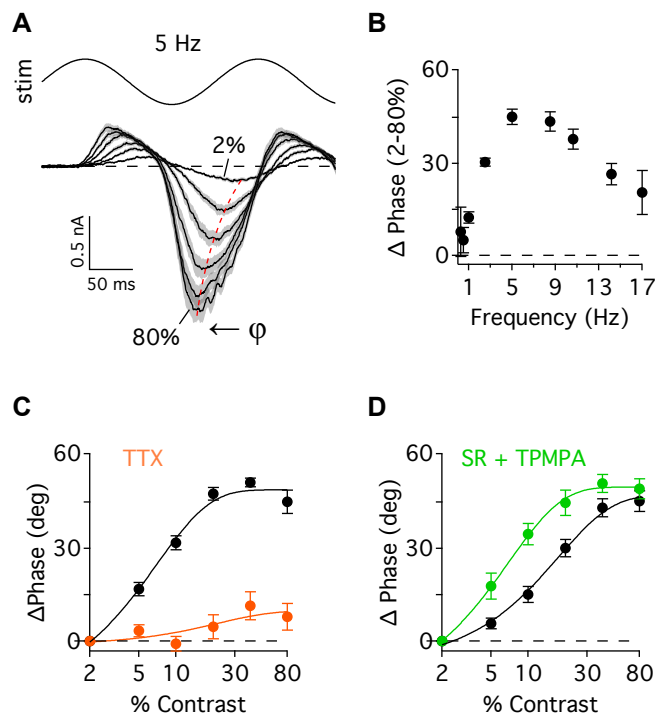 A
5 Hz
stim
2%
0.5 nA
50 ms
80%
← φ
B
Δ Phase (2-80%)
60
30
0
1 5 9 13 17
Frequency (Hz)
C
TTX
ΔPhase (deg)
60
30
0
2 5 10 30 80
% Contrast
D
SR + TPMPA
Δ Phase (deg)
60
30
0
2 5 10 30 80
% Contrast